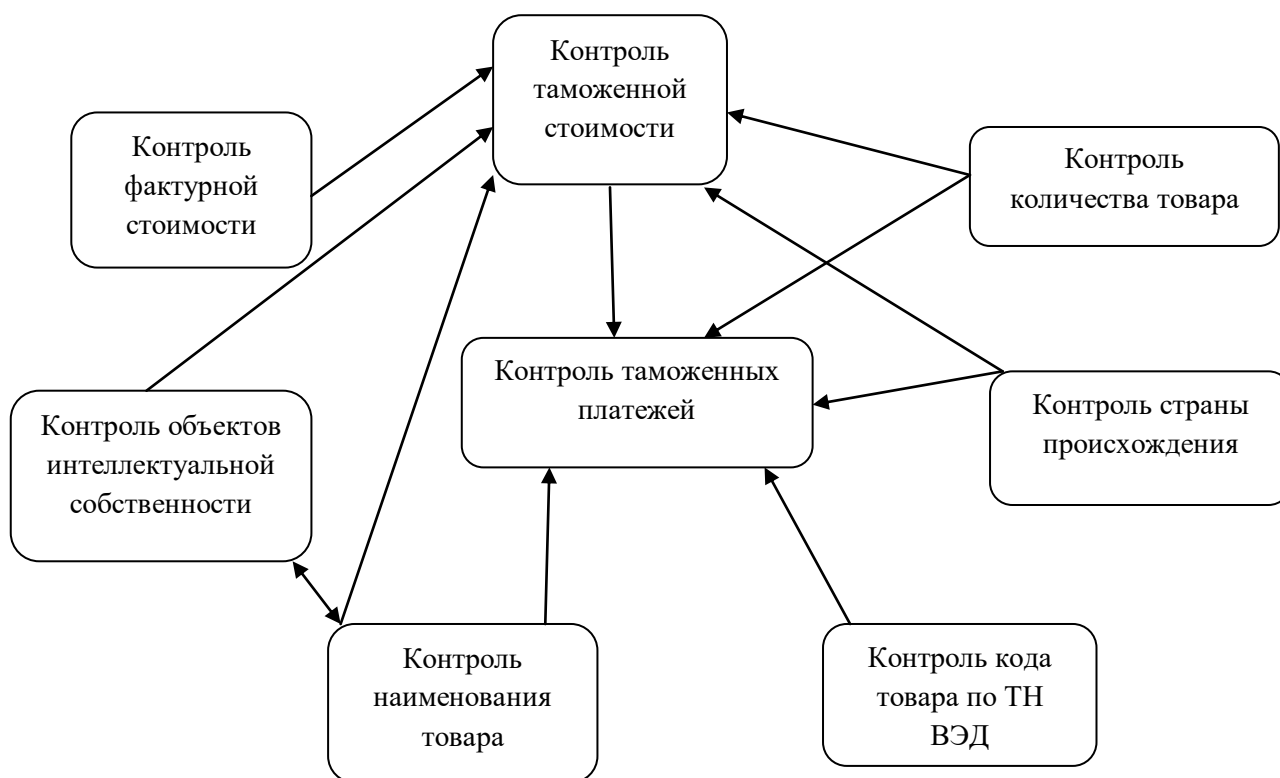 Контроль
таможенной
стоимости
Контроль
фактурной
стоимости
Контроль
количества товара
Контроль таможенных
платежей
Контроль страны
происхождения
Контроль объектов
интеллектуальной
собственности
Контроль
наименования
товара
Контроль кода
товара по ТН
ВЭД